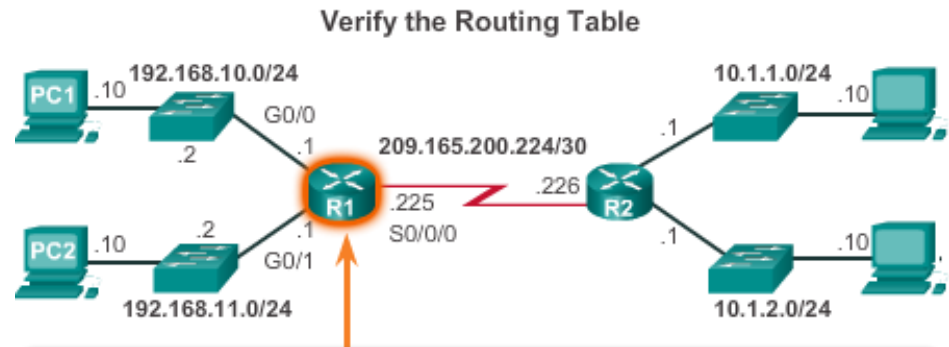 Verify the Routing Table
192.168.10.0/24
10.1.1.0/24
PC1
.10
G0/0
.10
.2
.1
209.165.200.224/30
.1
R1
.225
.226
R2
S0/0/0
PC2
.10
.2
.1
G0/1
.1
.10
192.168.11.0/24
10.1.2.0/24